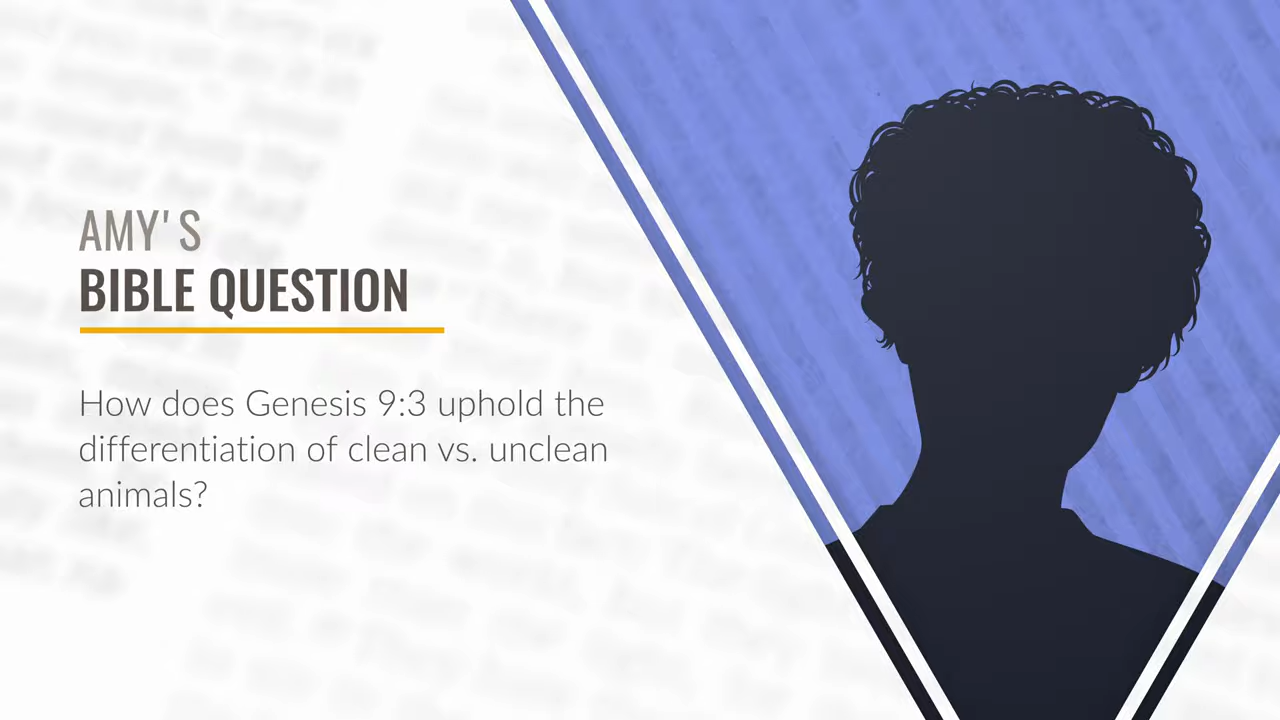 AMY'S
BIBLE QUESTION
How does Genesis 9:3 uphold the
differentiation of clean vs. unclean
animals?